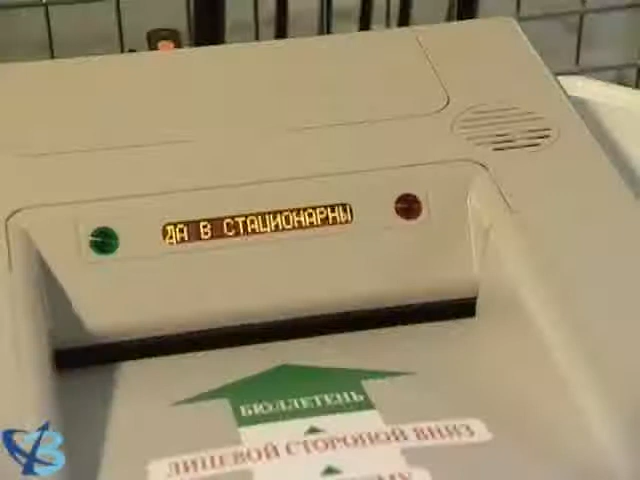 ДА В СТАЦИОНАРНЫ
БЮЛЛЕТЕНЬ
ЛИЦЕВОЙ СТОРОНОЙ ВНИЗ